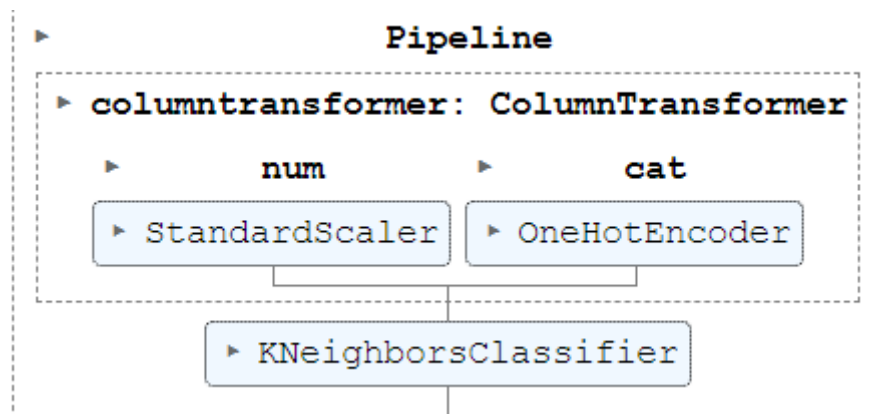 Pipeline
columntransformer: ColumnTransformer
num cat
StandardScaler OneHotEncoder
KNeighborsClassifier